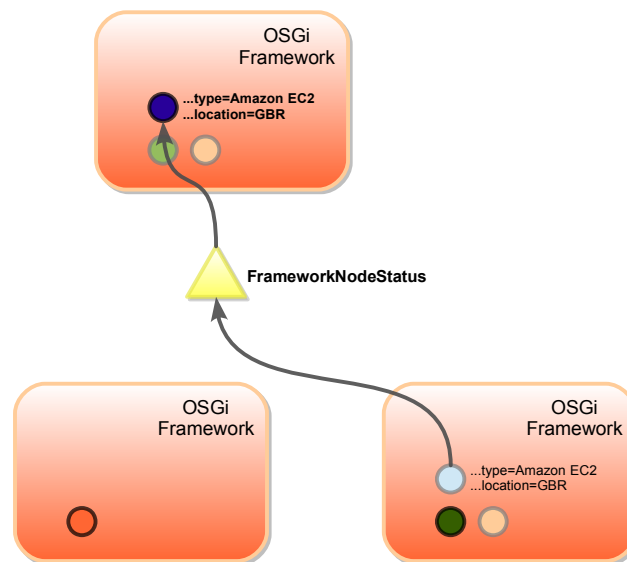 OSGi
Framework
...type=Amazon EC2
...location=GBR
FrameworkNodeStatus
OSGi
Framework
OSGi
Framework
...type=Amazon EC2
...location=GBR